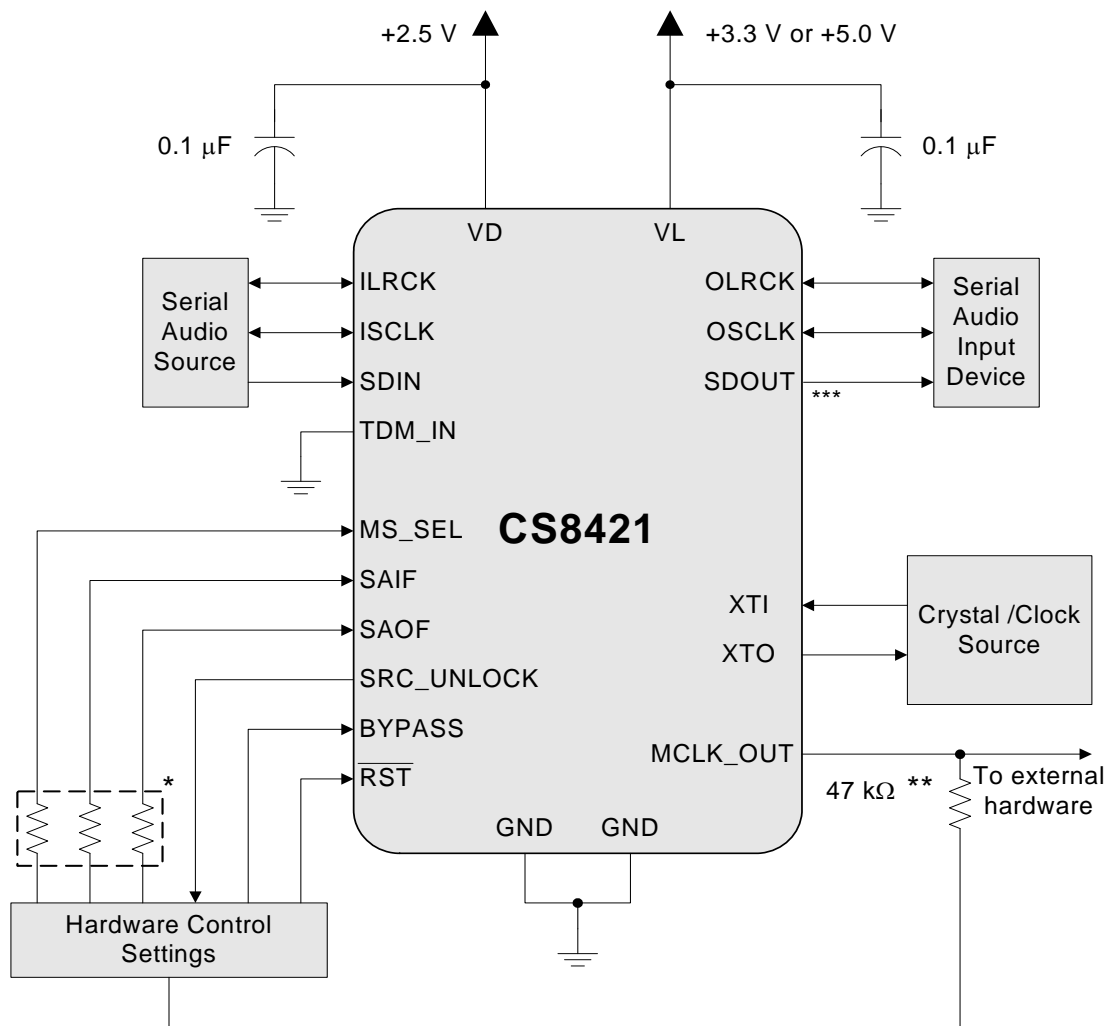 +2.5 V
+3.3 V or +5.0 V
0.1 μF
0.1 μF
VD
VL
Serial
Audio
Source
ILRCK
ISCLK
SDIN
TDM_IN
OLRCK
OSCLK
SDOUT
***
Serial
Audio
Input
Device
MS_SEL
SAIF
SAOF
SRC_UNLOCK
BYPASS
RST
CS8421
XTI
XTO
Crystal /Clock
Source
MCLK_OUT
47 kΩ **
To external
hardware
*
GND
GND
Hardware Control
Settings